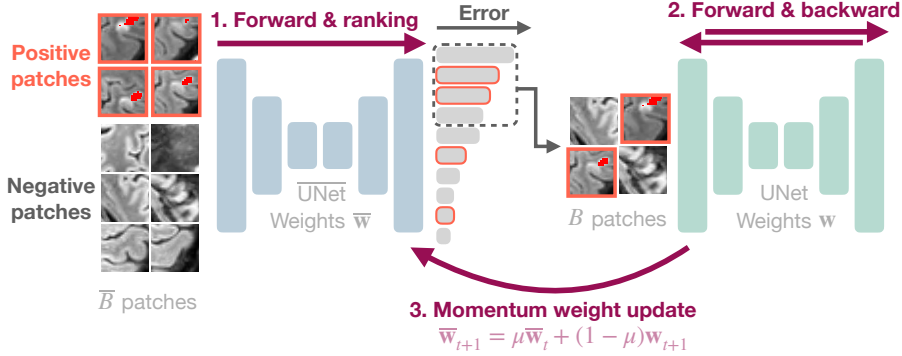 1. Forward & ranking
Error
2. Forward & backward
Positive
patches
Negative
patches
B̅ patches
U̅N̅e̅t̅
Weights w̅
B patches
UNet
Weights w
3. Momentum weight update
w̅ₜ₊₁ = μw̅ₜ + (1 − μ)wₜ₊₁